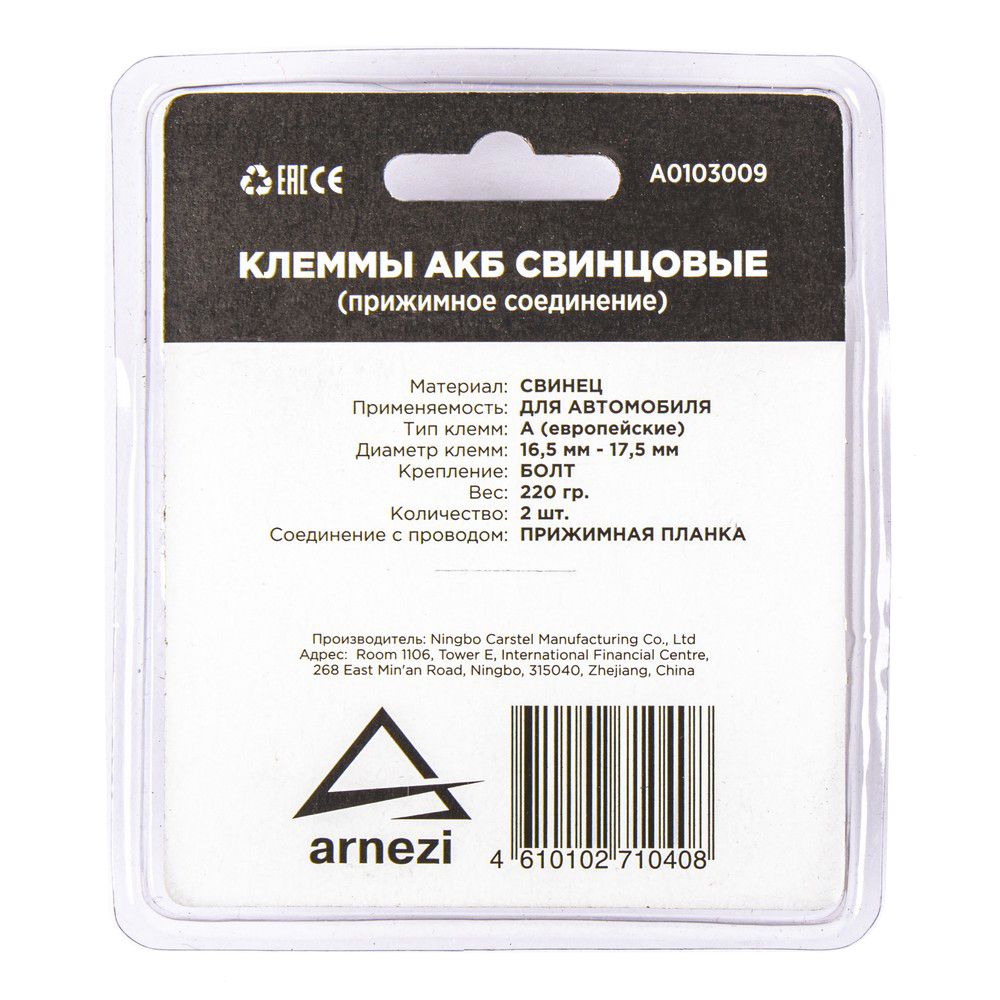 EAC CE
A0103009
КЛЕММЫ АКБ СВИНЦОВЫЕ
(прижимное соединение)
Материал: СВИНЕЦ
Применяемость: ДЛЯ АВТОМОБИЛЯ
Тип клемм: А (европейские)
Диаметр клемм: 16,5 мм - 17,5 мм
Крепление: БОЛТ
Вес: 220 гр.
Количество: 2 шт.
Соединение с проводом: ПРИЖИМНАЯ ПЛАНКА
Производитель: Ningbo Carstel Manufacturing Co., Ltd
Адрес: Room 1106, Tower E, International Financial Centre,
268 East Min'an Road, Ningbo, 315040, Zhejiang, China
arnezi
4 610102 710408